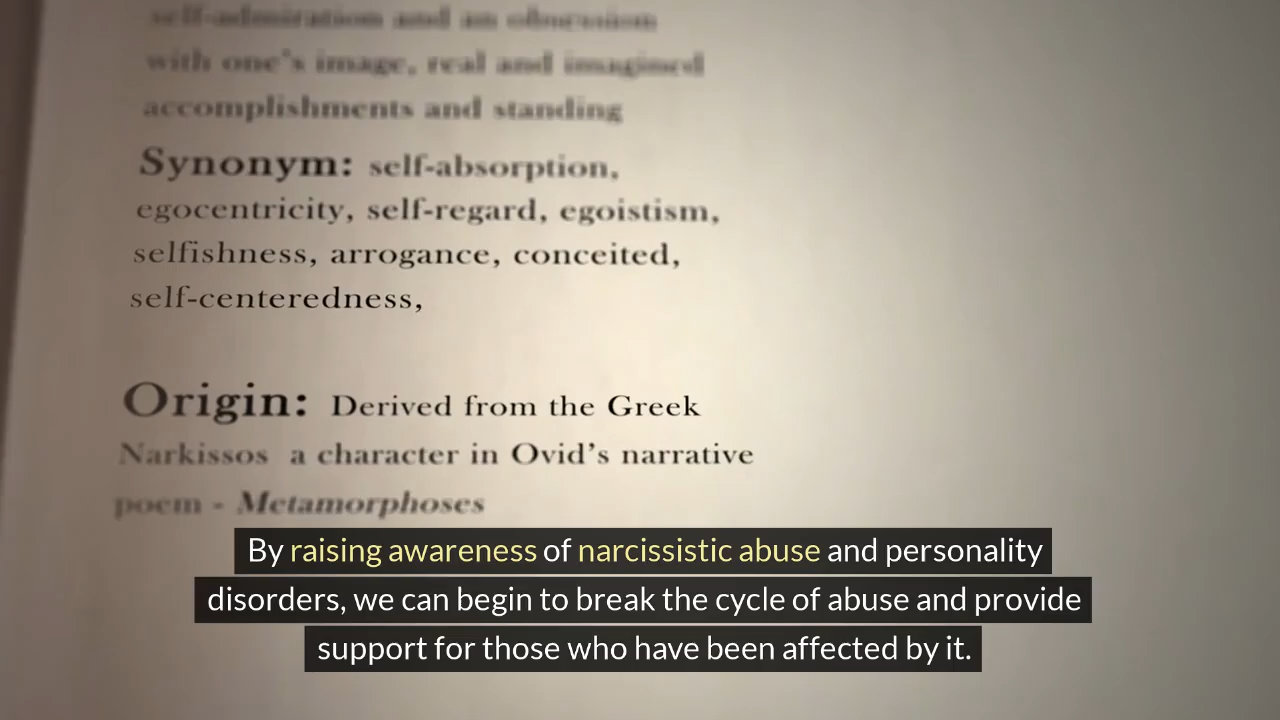 self-admiration and an obsession
with one's image, real and imagined
accomplishments and standing
Synonym: self-absorption,
egocentricity, self-regard, egoistism,
selfishness, arrogance, conceited,
self-centeredness,
Origin: Derived from the Greek
Narkissos a character in Ovid's narrative
poem - Metamorphoses
By raising awareness of narcissistic abuse and personality
disorders, we can begin to break the cycle of abuse and provide
support for those who have been affected by it.